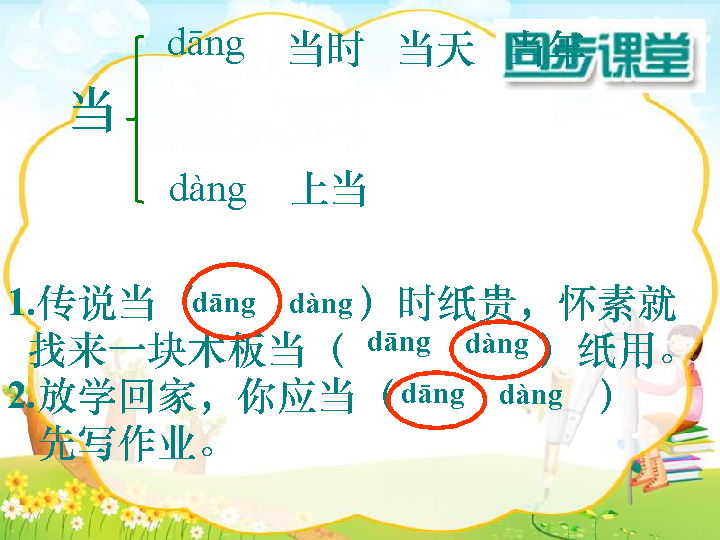 dāng 当时 当天 当年
同步课堂
当
dàng 上当
1.传说当（dāng dàng）时纸贵，怀素就
找来一块木板当（dāng dàng）纸用。
2.放学回家，你应当（dāng dàng）
先写作业。